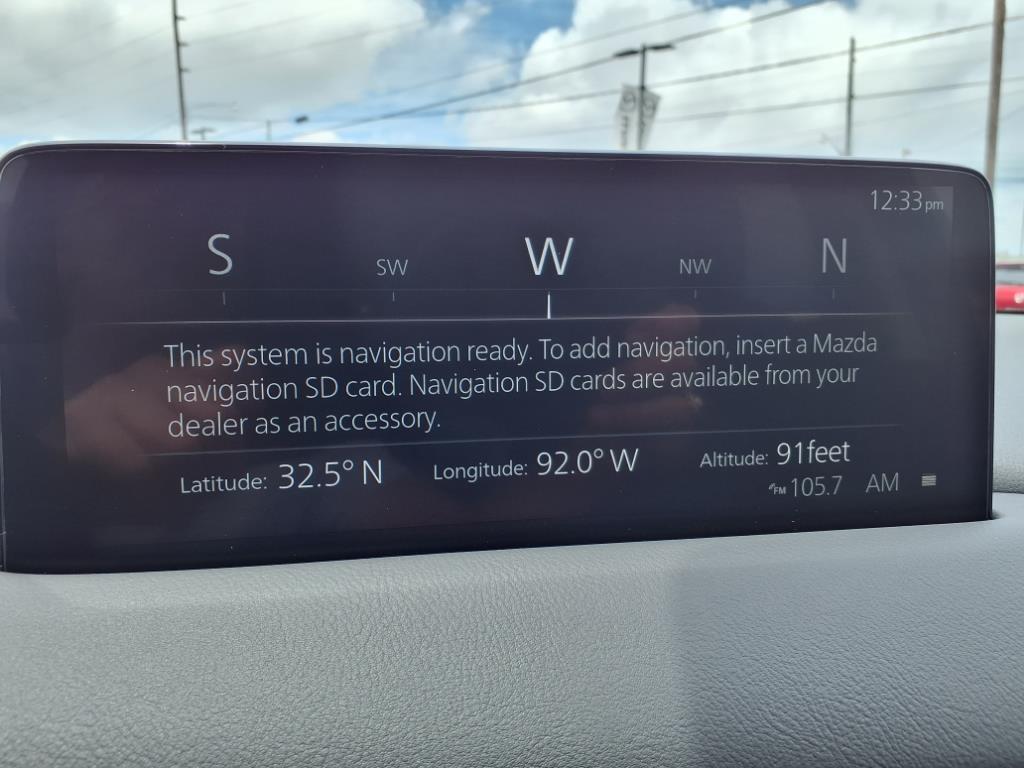 12:33 pm
S SW W NW N
This system is navigation ready. To add navigation, insert a Mazda
navigation SD card. Navigation SD cards are available from your
dealer as an accessory.
Latitude: 32.5° N Longitude: 92.0° W Altitude: 91feet
FM 105.7 AM